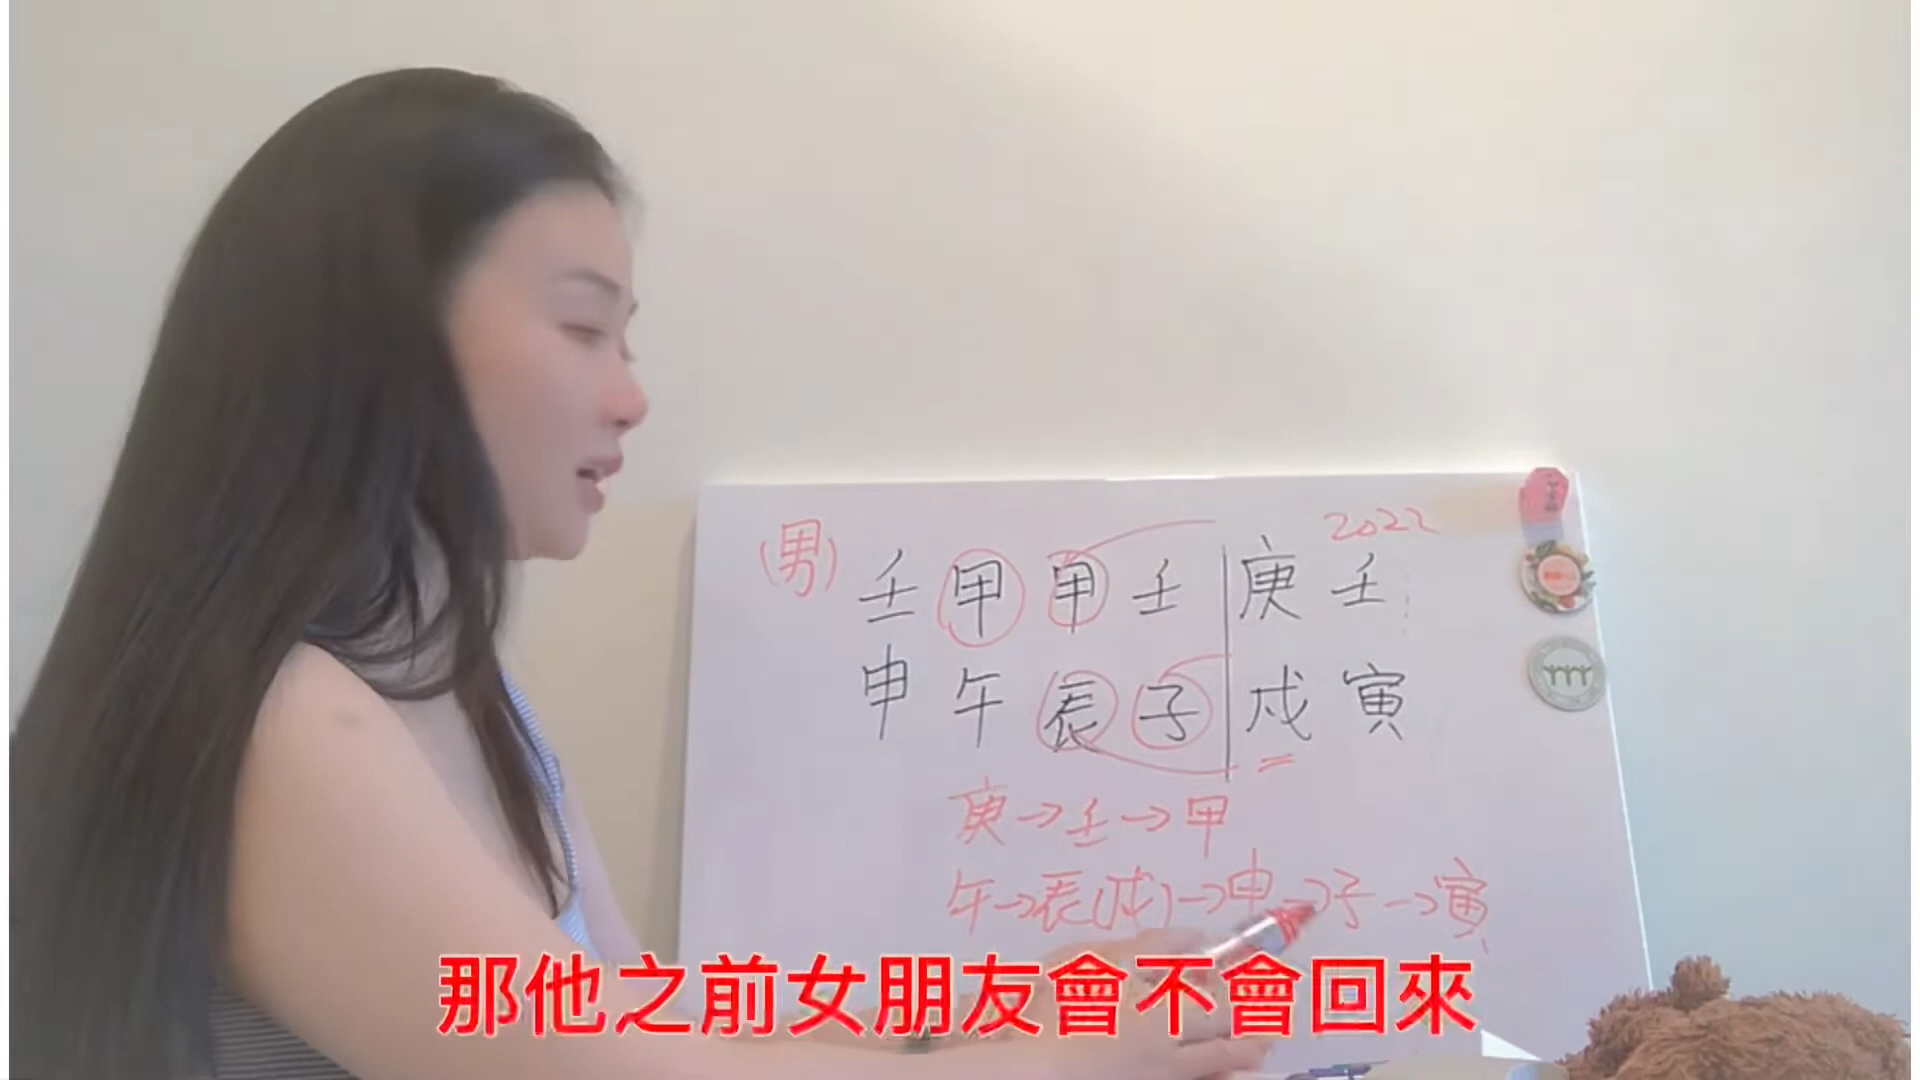 2022
(男) 壬 甲 甲 壬 庚 壬
申 午 辰 子 戌 寅
庚→壬→甲
午→辰(戌)→申→子→寅
那他之前女朋友會不會回來